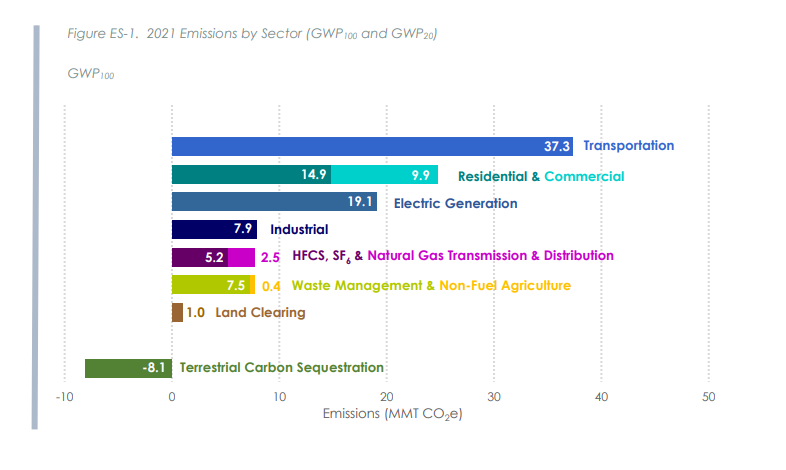 Figure ES-1.  2021 Emissions by Sector (GWP₁₀₀ and GWP₂₀)
GWP₁₀₀
37.3 Transportation
14.9 9.9 Residential & Commercial
19.1 Electric Generation
7.9 Industrial
5.2 2.5 HFCS, SF₆ & Natural Gas Transmission & Distribution
7.5 0.4 Waste Management & Non-Fuel Agriculture
1.0 Land Clearing
-8.1 Terrestrial Carbon Sequestration
-10 0 10 20 30 40 50
Emissions (MMT CO₂e)